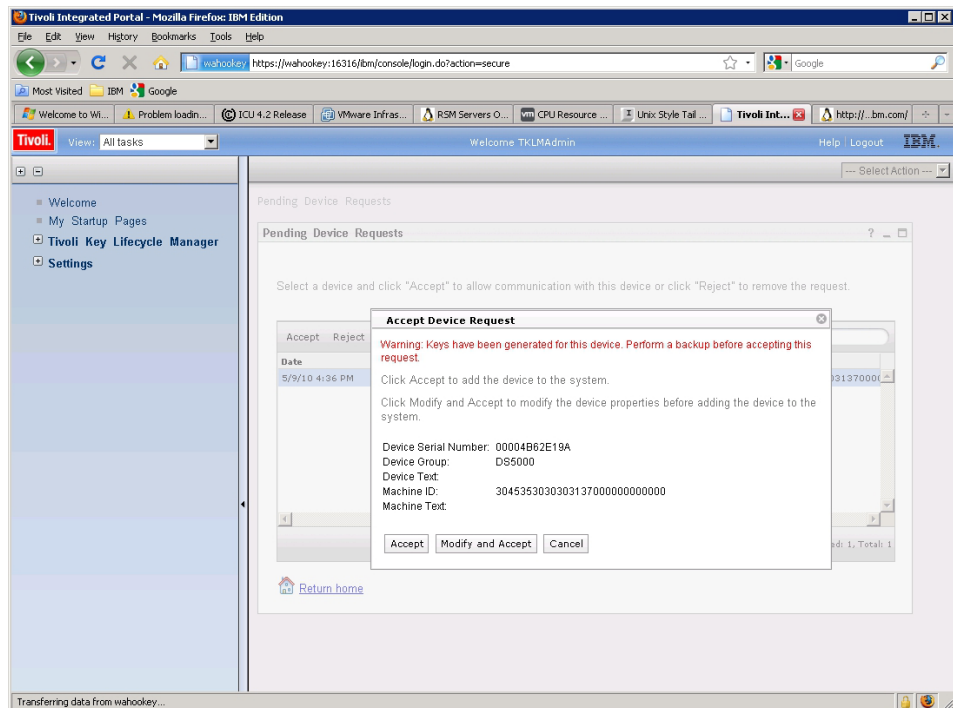 Tivoli Integrated Portal - Mozilla Firefox: IBM Edition
File Edit View History Bookmarks Tools Help
wahookey https://wahookey:16316/ibm/console/login.do?action=secure
Google
Most Visited IBM Google
Welcome to Wi... Problem loadin... ICU 4.2 Release VMware Infras... RSM Servers O... vm CPU Resource ... Unix Style Tail ... Tivoli Int... http://...bm.com/
Tivoli. View: All tasks Welcome TKLMAdmin Help Logout IBM.
--- Select Action ---
Welcome
My Startup Pages
Tivoli Key Lifecycle Manager
Settings
Pending Device Requests
Pending Device Requests
Select a device and click "Accept" to allow communication with this device or click "Reject" to remove the request.
Accept Reject
Date
5/9/10 4:36 PM
Accept Device Request
Warning: Keys have been generated for this device. Perform a backup before accepting this
request.
Click Accept to add the device to the system.
Click Modify and Accept to modify the device properties before adding the device to the
system.
Device Serial Number: 00004B62E19A
Device Group: DS5000
Device Text:
Machine ID: 3045353030303137000000000000
Machine Text:
Accept Modify and Accept Cancel
Total: 1
Return home
Transferring data from wahookey...